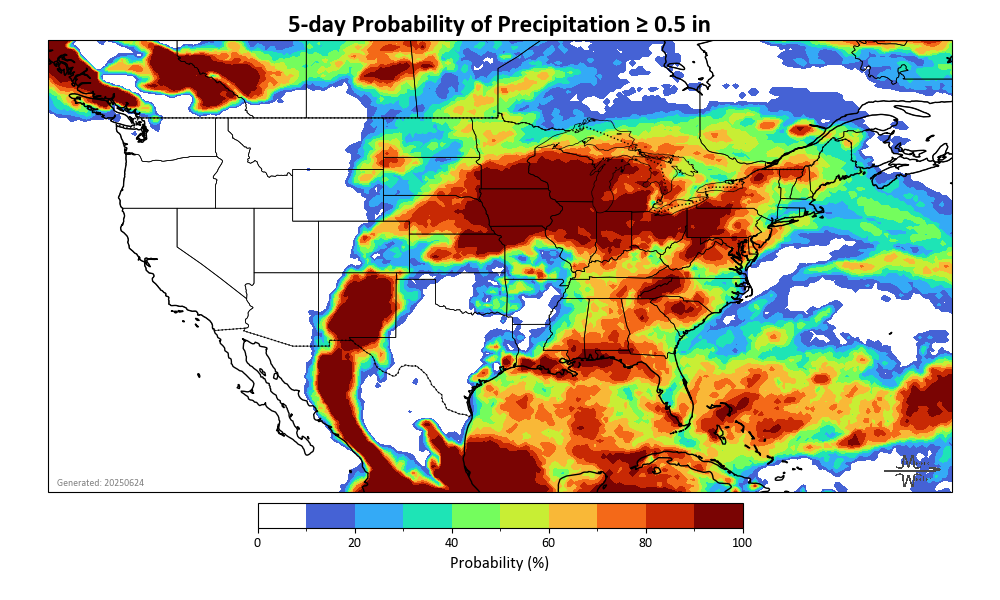 5-day Probability of Precipitation ≥ 0.5 in
Generated: 20250624
0 20 40 60 80 100
Probability (%)